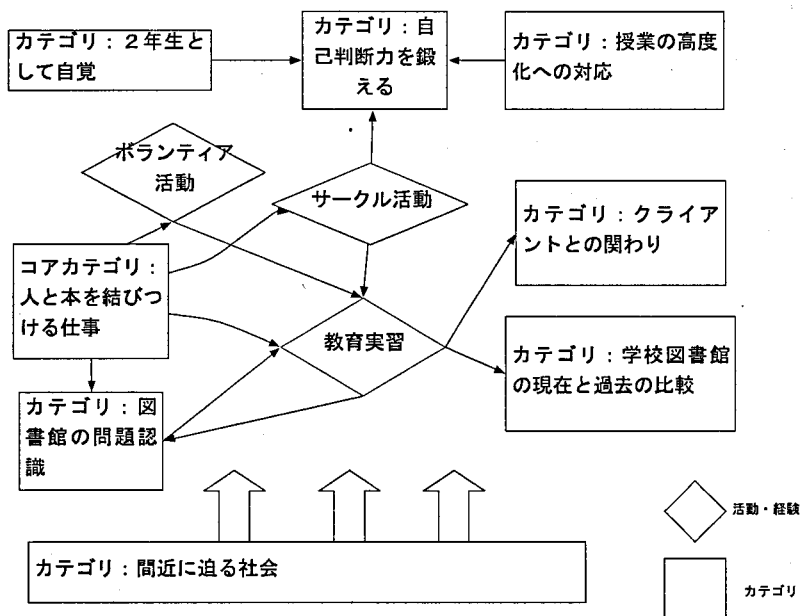 カテゴリ：２年生と
して自覚
カテゴリ：自
己判断力を鍛
える
カテゴリ：授業の高度
化への対応
ボランティア
活動
サークル活動
カテゴリ：クライア
ントとの関わり
コアカテゴリ：
人と本を結びつ
ける仕事
教育実習
カテゴリ：学校図書館
の現在と過去の比較
カテゴリ：図
書館の問題認
識
カテゴリ：間近に迫る社会
活動・経験
カテゴリ